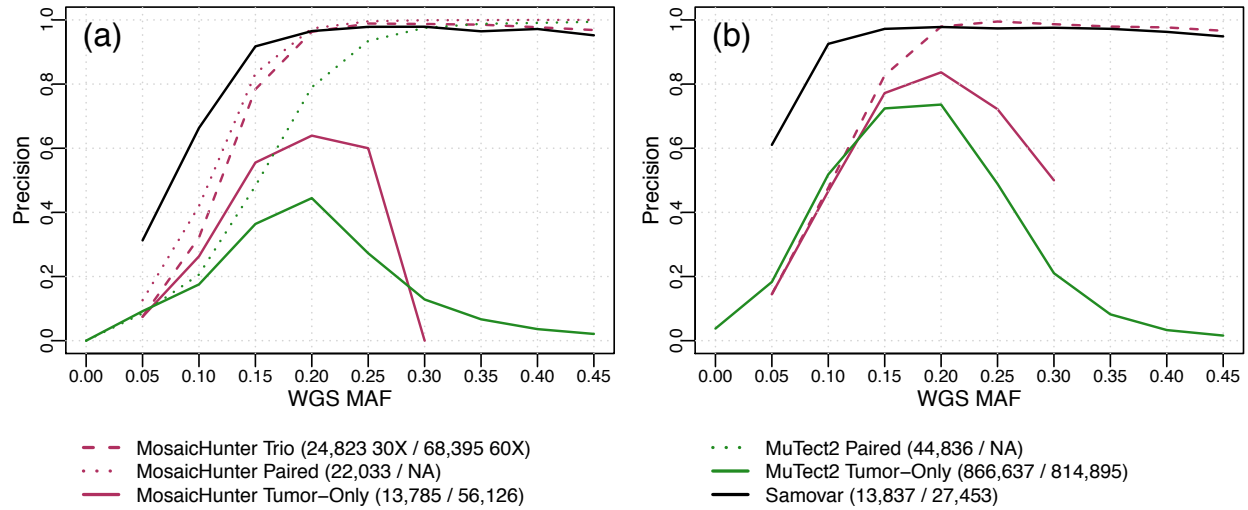 (a)
Precision
0.0 0.2 0.4 0.6 0.8 1.0
0.00 0.05 0.10 0.15 0.20 0.25 0.30 0.35 0.40 0.45
WGS MAF
(b)
Precision
0.0 0.2 0.4 0.6 0.8 1.0
0.00 0.05 0.10 0.15 0.20 0.25 0.30 0.35 0.40 0.45
WGS MAF
MosaicHunter Trio (24,823 30X / 68,395 60X)
MosaicHunter Paired (22,033 / NA)
MosaicHunter Tumor−Only (13,785 / 56,126)
MuTect2 Paired (44,836 / NA)
MuTect2 Tumor−Only (866,637 / 814,895)
Samovar (13,837 / 27,453)